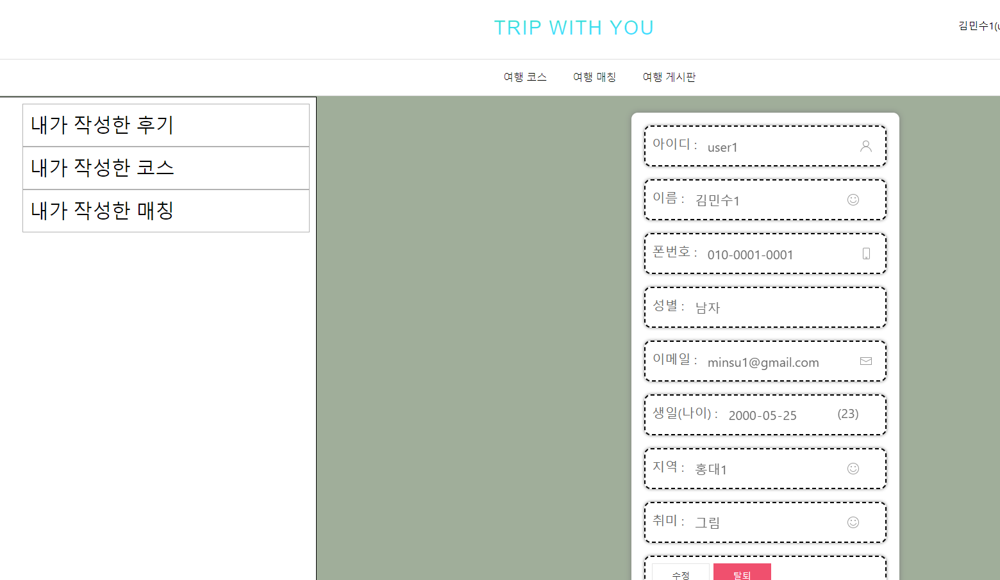 TRIP WITH YOU
김민수1(u
여행 코스 여행 매칭 여행 게시판
내가 작성한 후기
내가 작성한 코스
내가 작성한 매칭
아이디 : user1
이름 : 김민수1
폰번호 : 010-0001-0001
성별 : 남자
이메일 : minsu1@gmail.com
생일(나이) : 2000-05-25 (23)
지역 : 홍대1
취미 : 그림
수정 탈퇴